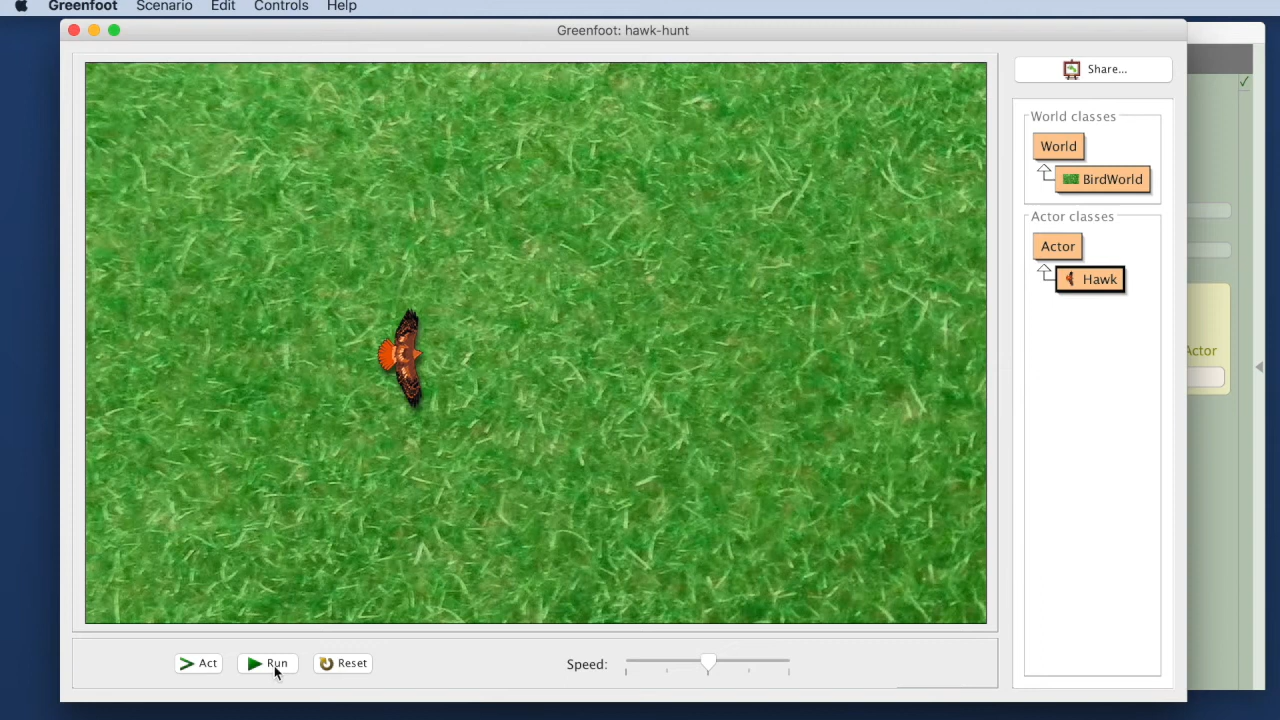 Greenfoot Scenario Edit Controls Help
Greenfoot: hawk-hunt
Share...
World classes
World
BirdWorld
Actor classes
Actor
Hawk
Actor
Act Run Reset Speed: